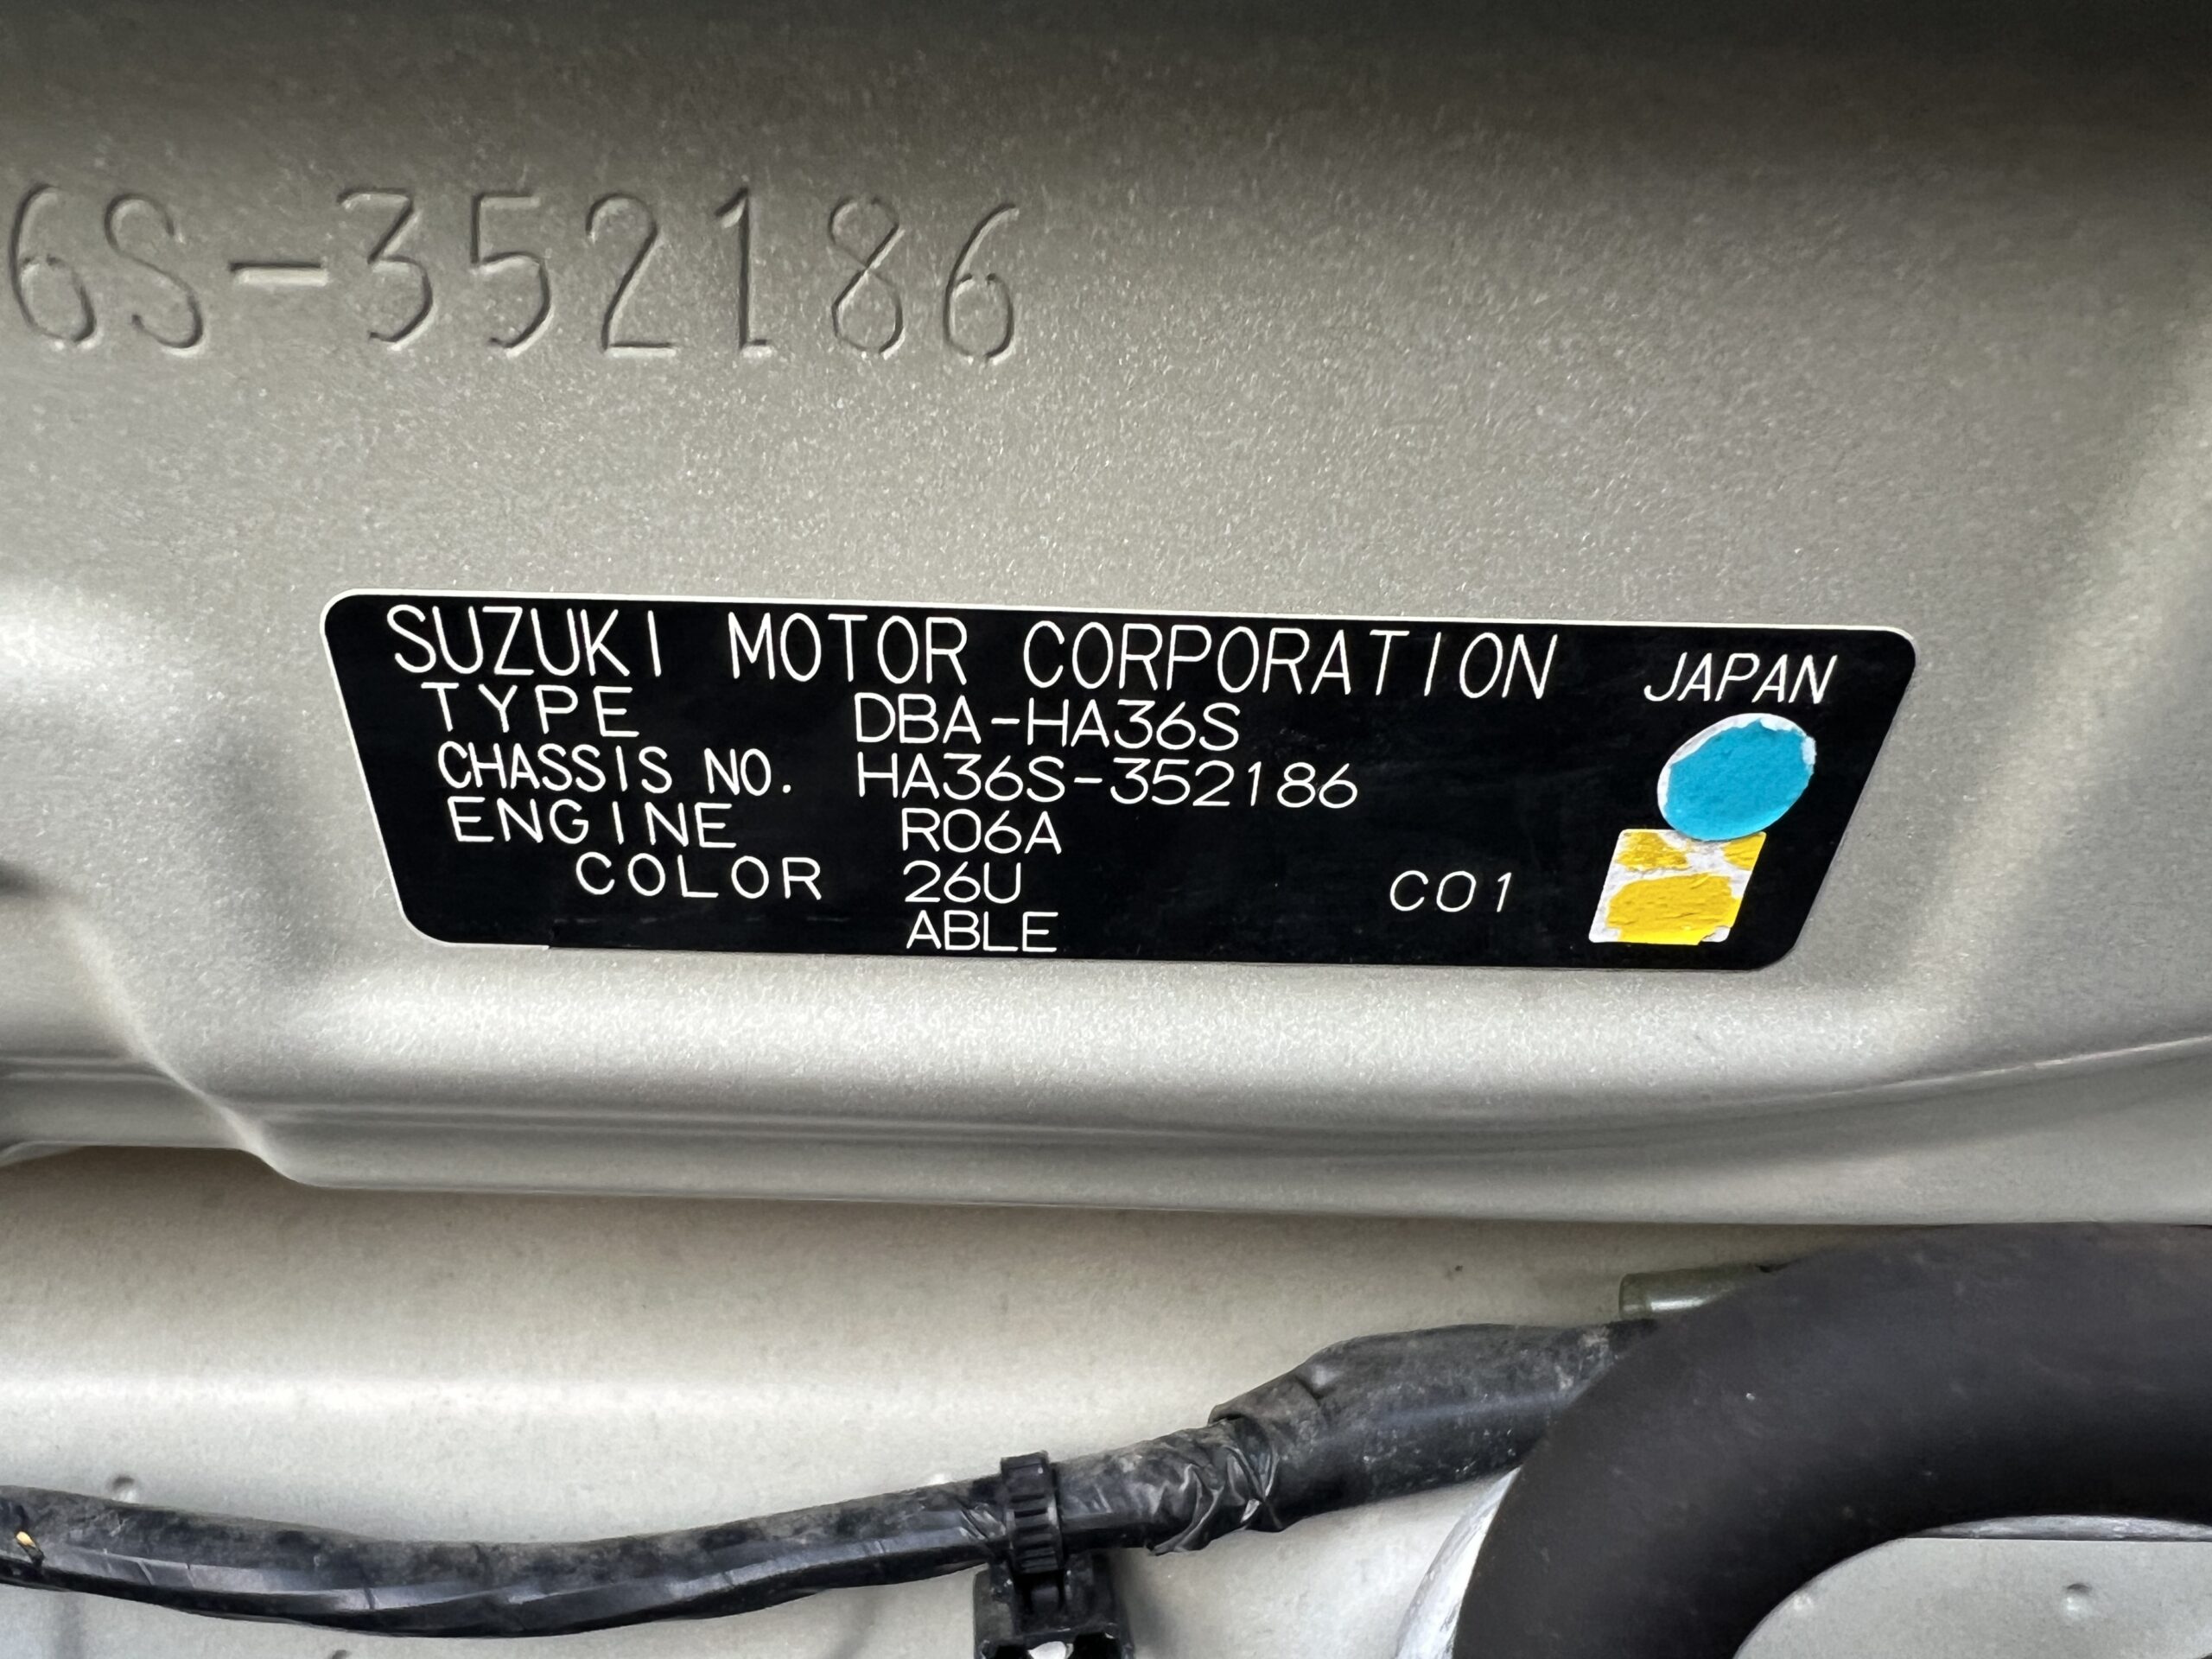 6S-352186
SUZUKI MOTOR CORPORATION JAPAN
TYPE DBA-HA36S
CHASSIS NO. HA36S-352186
ENGINE R06A
COLOR 26U C01
ABLE